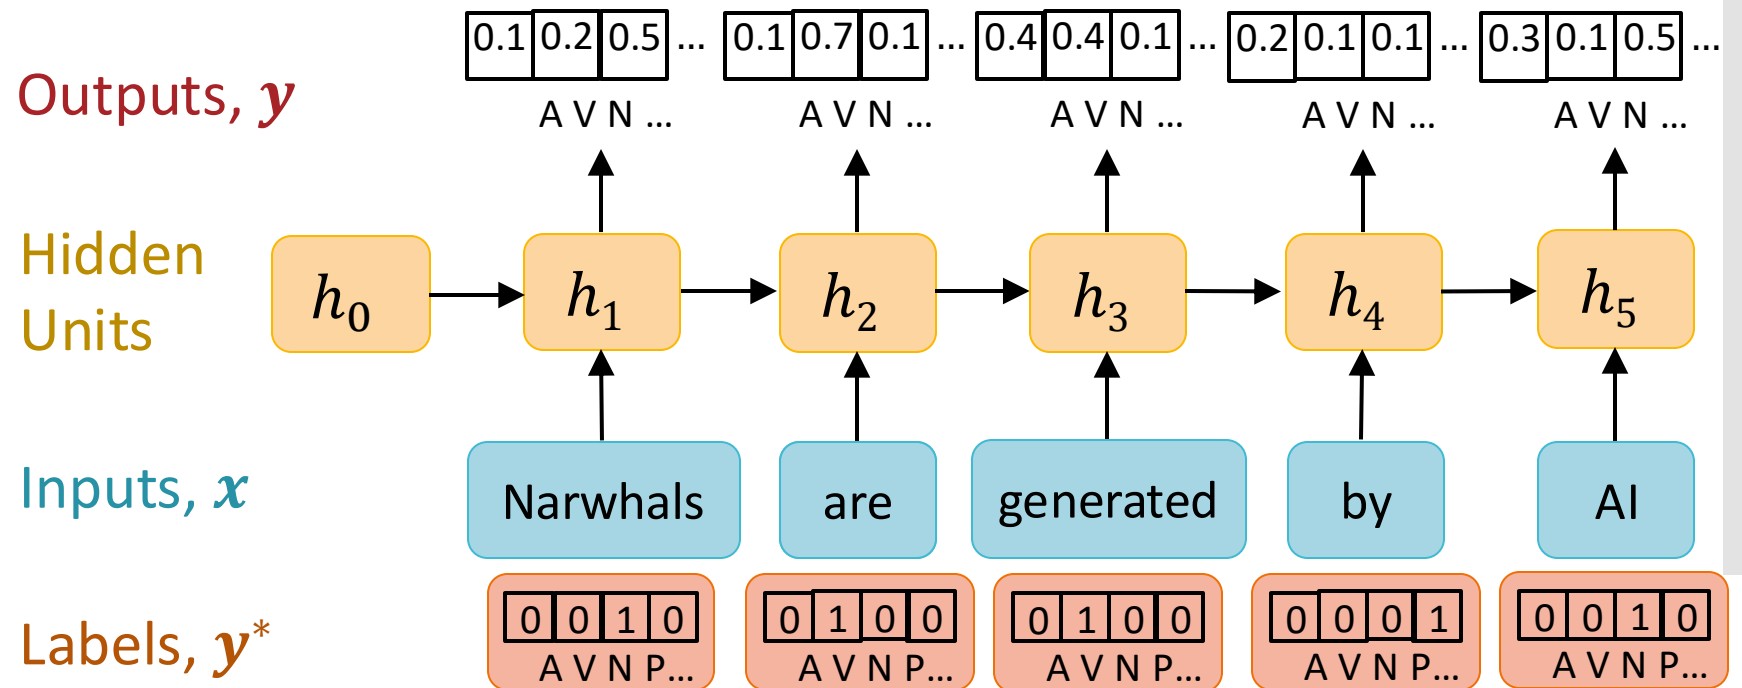 0.1 0.2 0.5 ... 0.1 0.7 0.1 ... 0.4 0.4 0.1 ... 0.2 0.1 0.1 ... 0.3 0.1 0.5 ...
Outputs, y
A V N ... A V N ... A V N ... A V N ... A V N ...
Hidden
Units
h0 h1 h2 h3 h4 h5
Inputs, x
Narwhals are generated by AI
Labels, y*
0 0 1 0 0 1 0 0 0 1 0 0 0 0 0 1 0 0 1 0
A V N P... A V N P... A V N P... A V N P... A V N P...